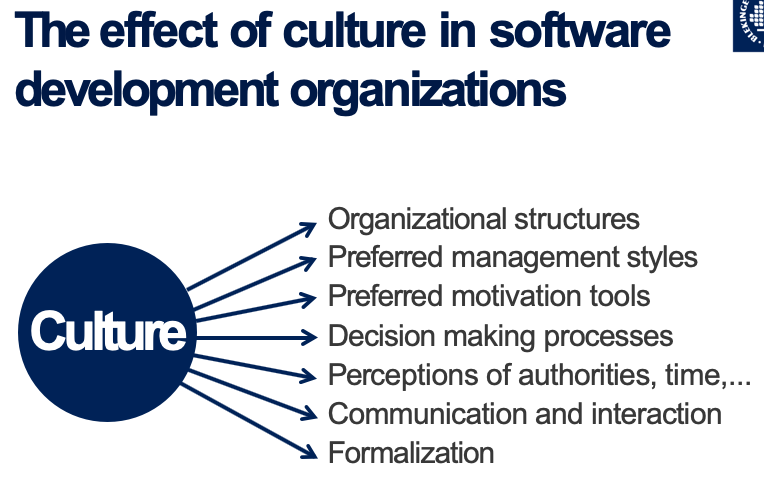 The effect of culture in software
development organizations
BLEKINGE
Culture
Organizational structures
Preferred management styles
Preferred motivation tools
Decision making processes
Perceptions of authorities, time,...
Communication and interaction
Formalization